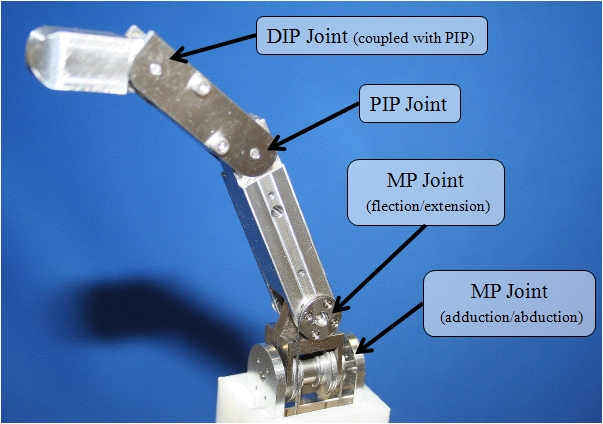 DIP Joint (coupled with PIP)
PIP Joint
MP Joint
(flection/extension)
MP Joint
(adduction/abduction)